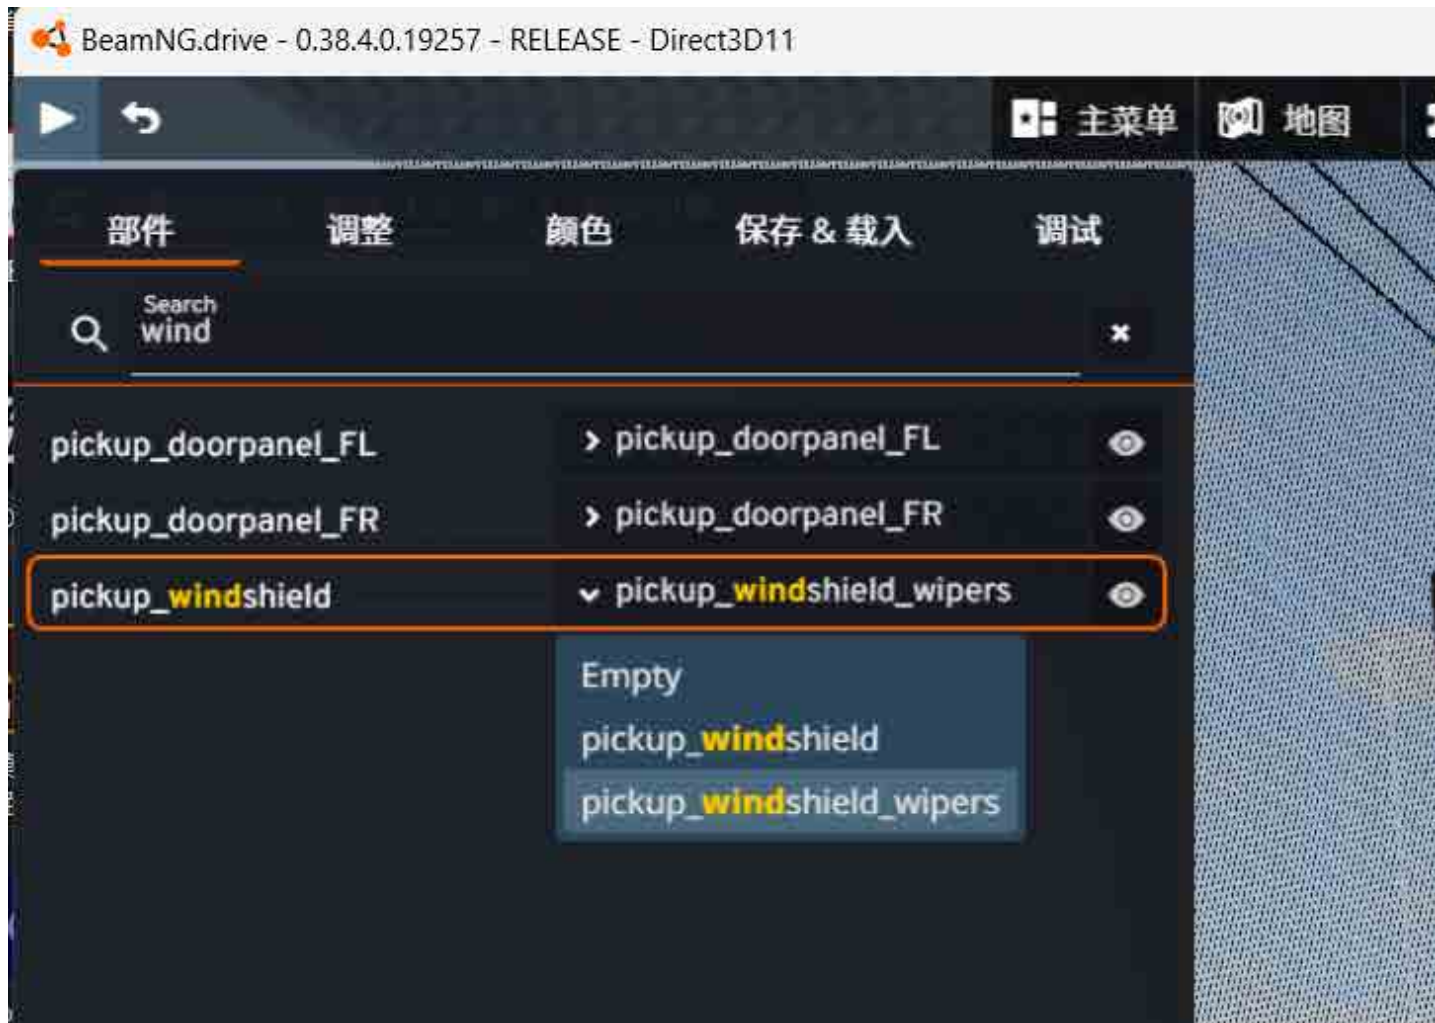 BeamNG.drive - 0.38.4.0.19257 - RELEASE - Direct3D11
主菜单 地图
部件 调整 颜色 保存 & 载入 调试
Search
wind
pickup_doorpanel_FL pickup_doorpanel_FL
pickup_doorpanel_FR pickup_doorpanel_FR
pickup_windshield pickup_windshield_wipers
Empty
pickup_windshield
pickup_windshield_wipers